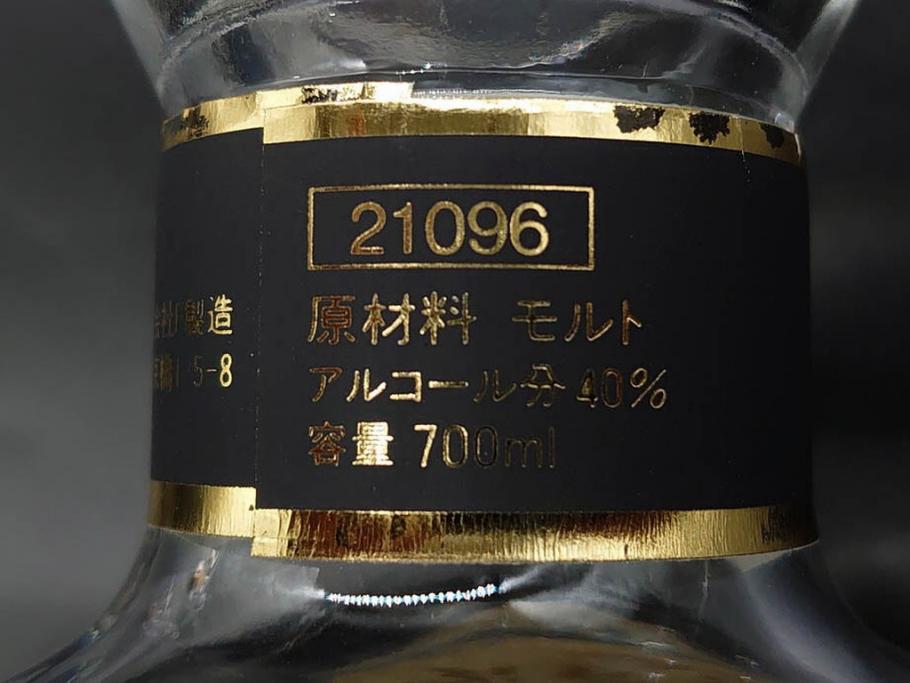 21096
原材料 モルト
アルコール分 40%
容量 700ml
製造
5-8